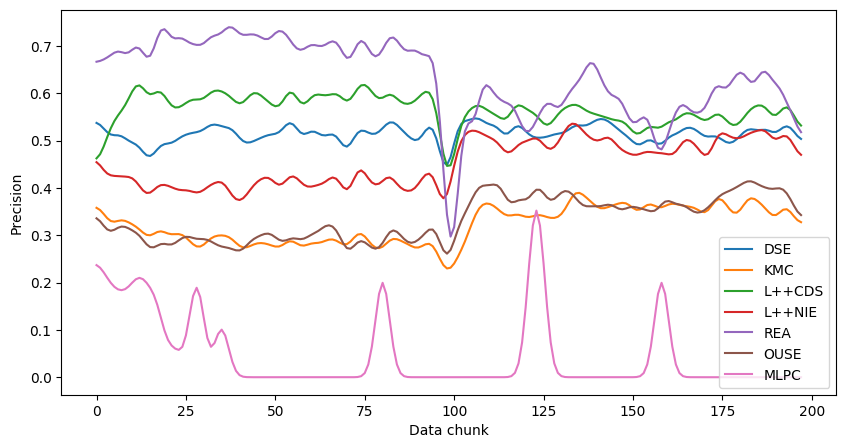 Precision
0.7
0.6
0.5
0.4
0.3
0.2
0.1
0.0
0
25
50
75
100
125
150
175
200
Data chunk
DSE
KMC
L++CDS
L++NIE
REA
OUSE
MLPC